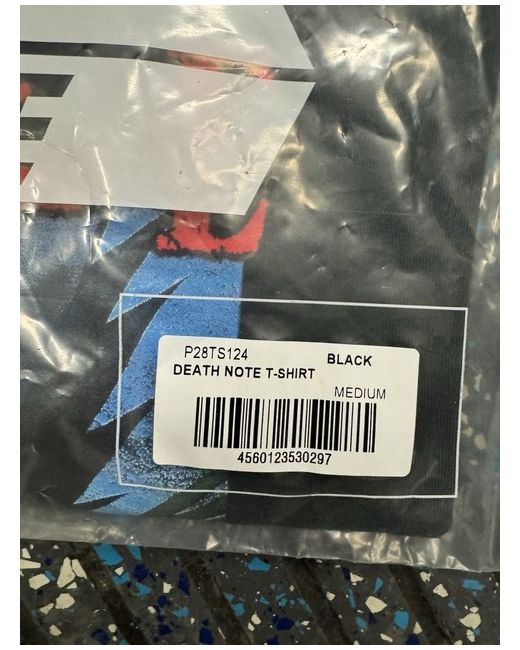 P28TS124 BLACK
DEATH NOTE T-SHIRT
MEDIUM
4560123530297